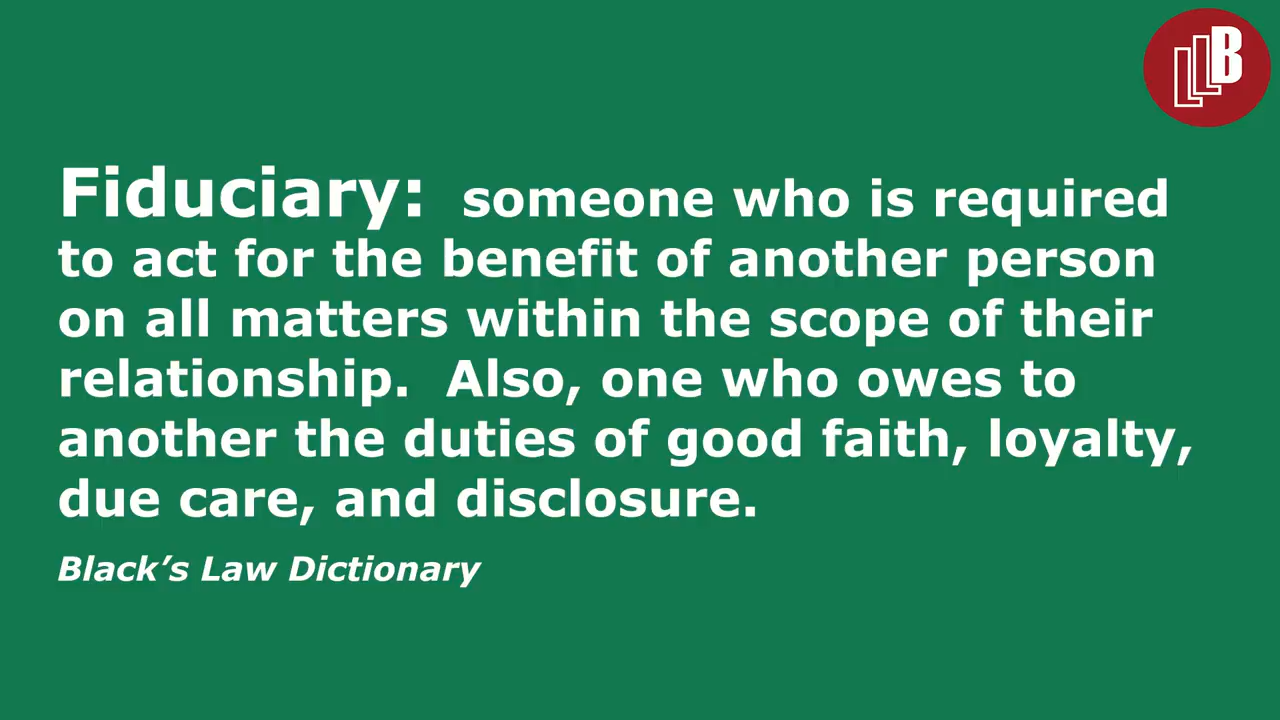 LLB
Fiduciary: someone who is required
to act for the benefit of another person
on all matters within the scope of their
relationship. Also, one who owes to
another the duties of good faith, loyalty,
due care, and disclosure.
Black’s Law Dictionary